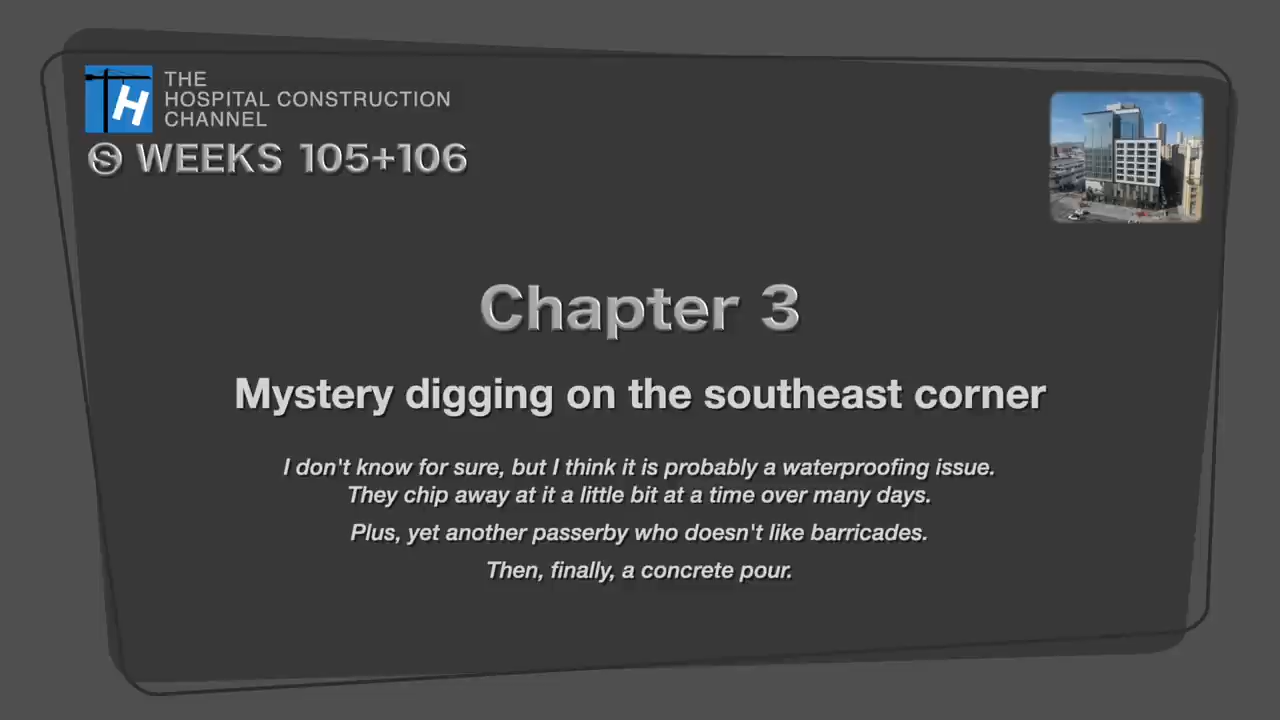 THE
HOSPITAL CONSTRUCTION
CHANNEL
H
S WEEKS 105+106
Chapter 3
Mystery digging on the southeast corner
I don't know for sure, but I think it is probably a waterproofing issue.
They chip away at it a little bit at a time over many days.
Plus, yet another passerby who doesn't like barricades.
Then, finally, a concrete pour.